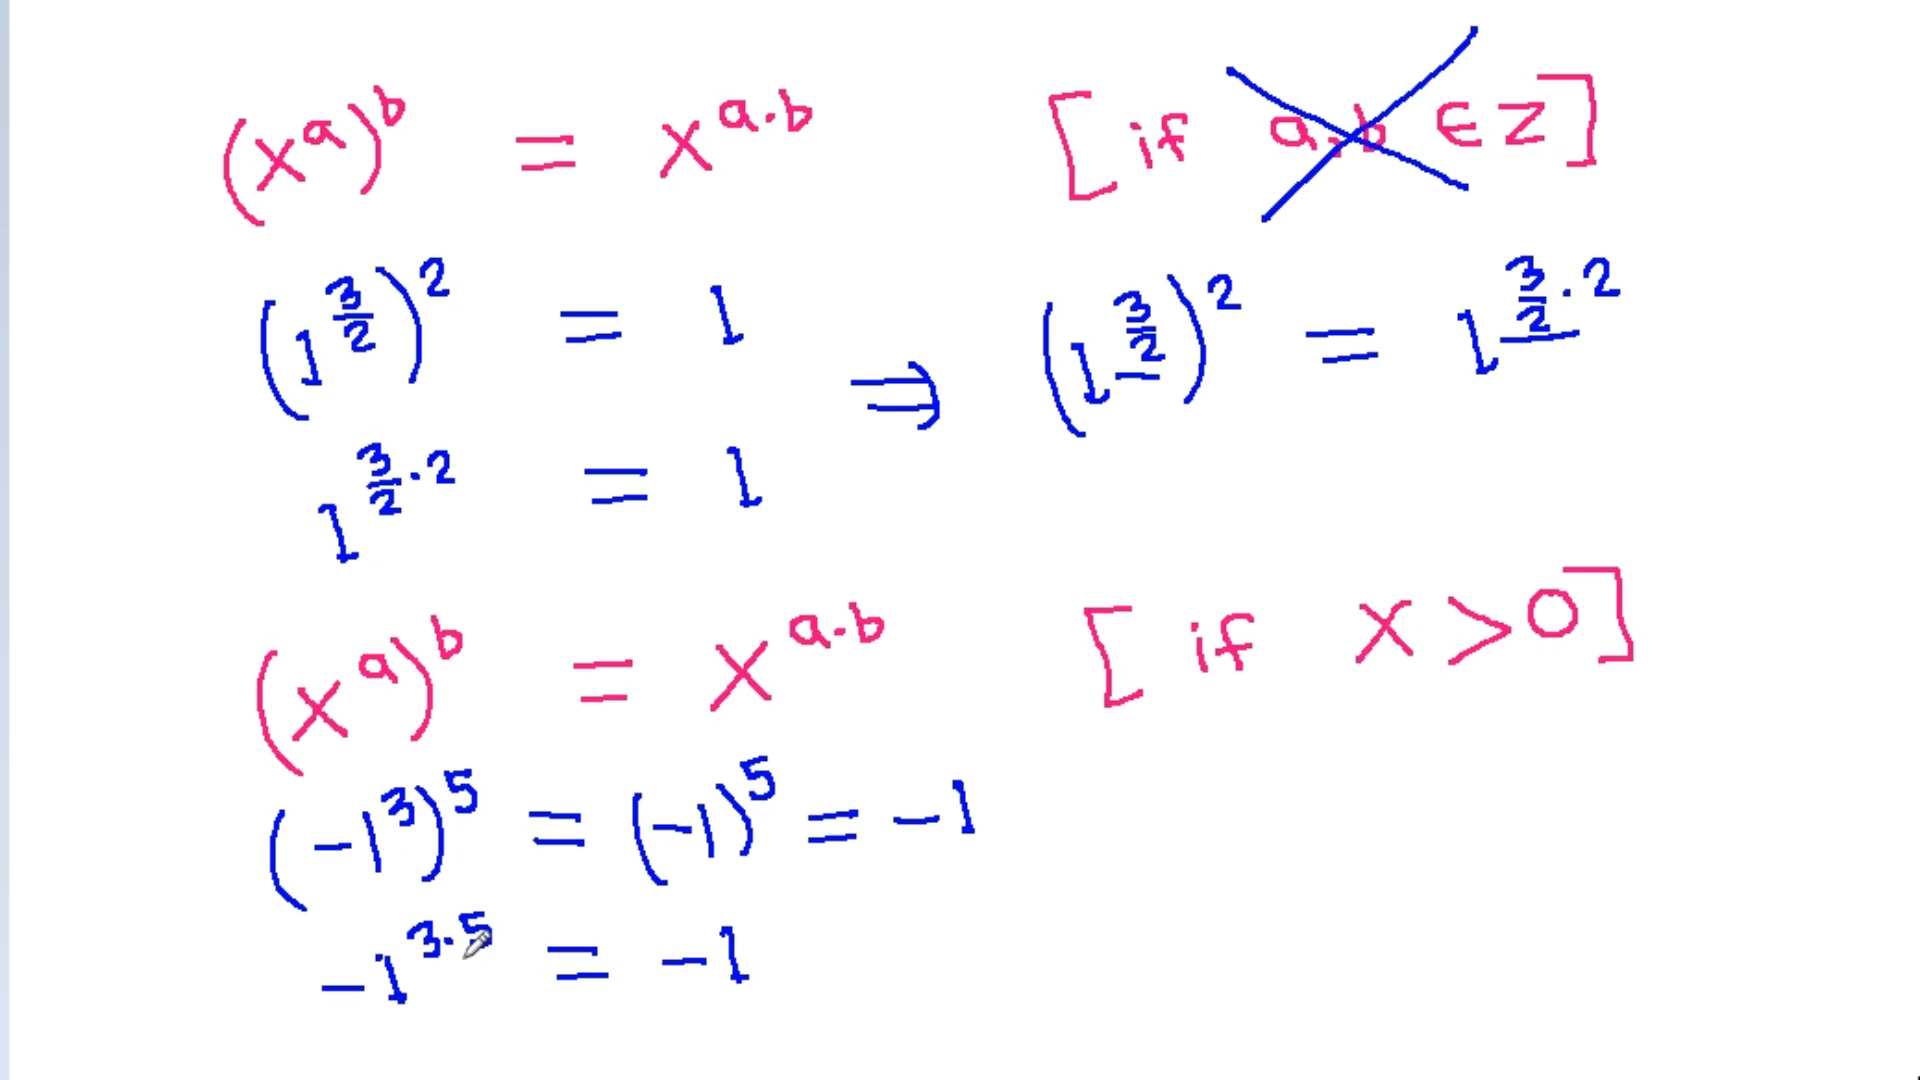 (x^a)^b = x^{a·b} [if a,b ∈ Z]
(1^{3/2})^2 = 1 ⇒ (1^{3/2})^2 = 1^{3/2·2}
1^{3/2·2} = 1
(x^a)^b = x^{a·b} [if x>0]
(-1^3)^5 = (-1)^5 = -1
-1^{3·5} = -1